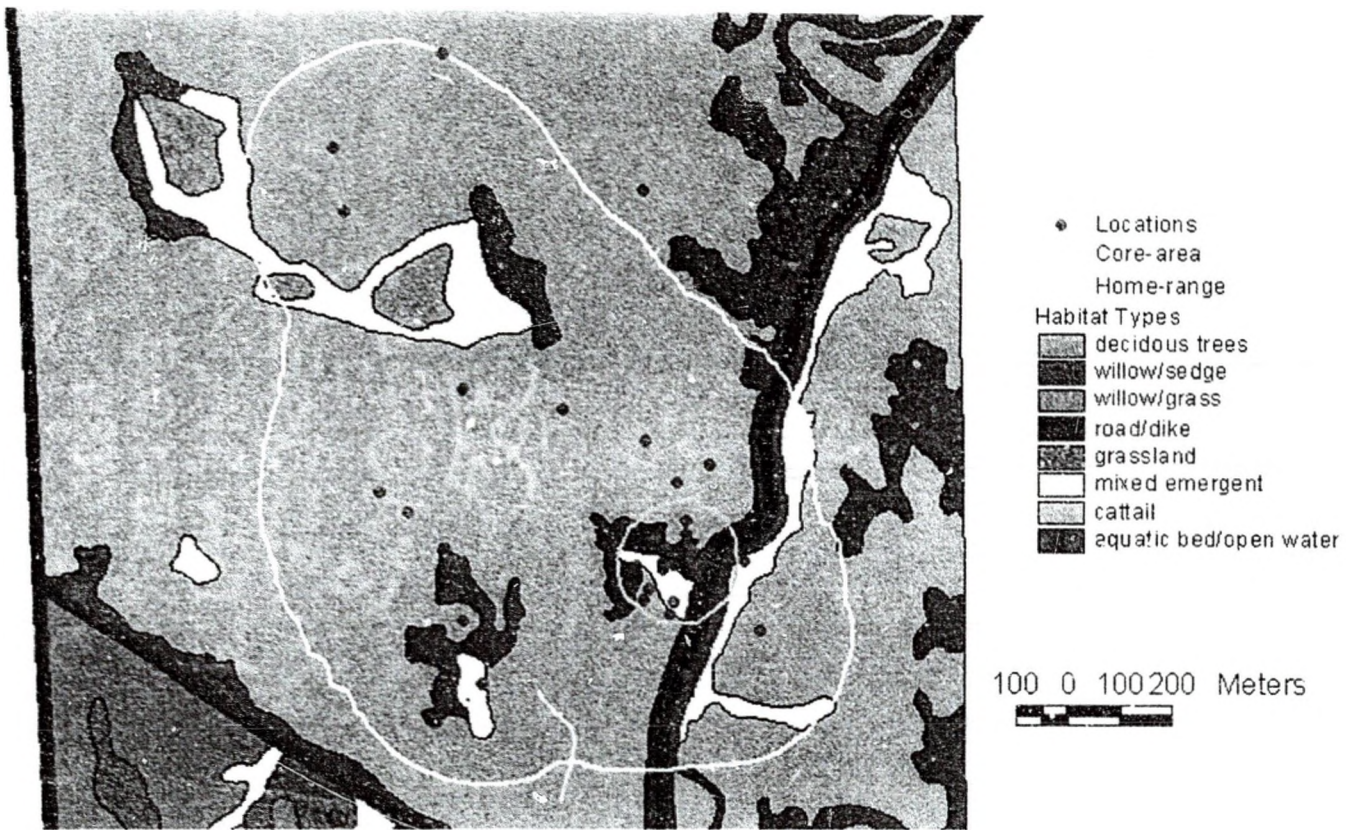 Locations
Core-area
Home-range
Habitat Types
decidous trees
willow/sedge
willow/grass
road/dike
grassland
mixed emergent
cattail
aquatic bed/open water
100 0 100 200 Meters